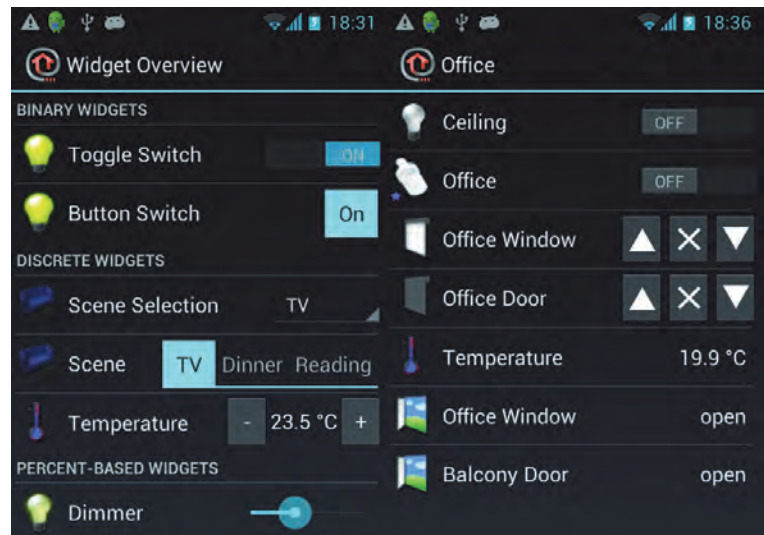 18:31
Widget Overview
BINARY WIDGETS
Toggle Switch ON
Button Switch On
DISCRETE WIDGETS
Scene Selection TV
Scene TV Dinner Reading
Temperature - 23.5 °C +
PERCENT-BASED WIDGETS
Dimmer
18:36
Office
Ceiling OFF
Office OFF
Office Window
Office Door
Temperature 19.9 °C
Office Window open
Balcony Door open